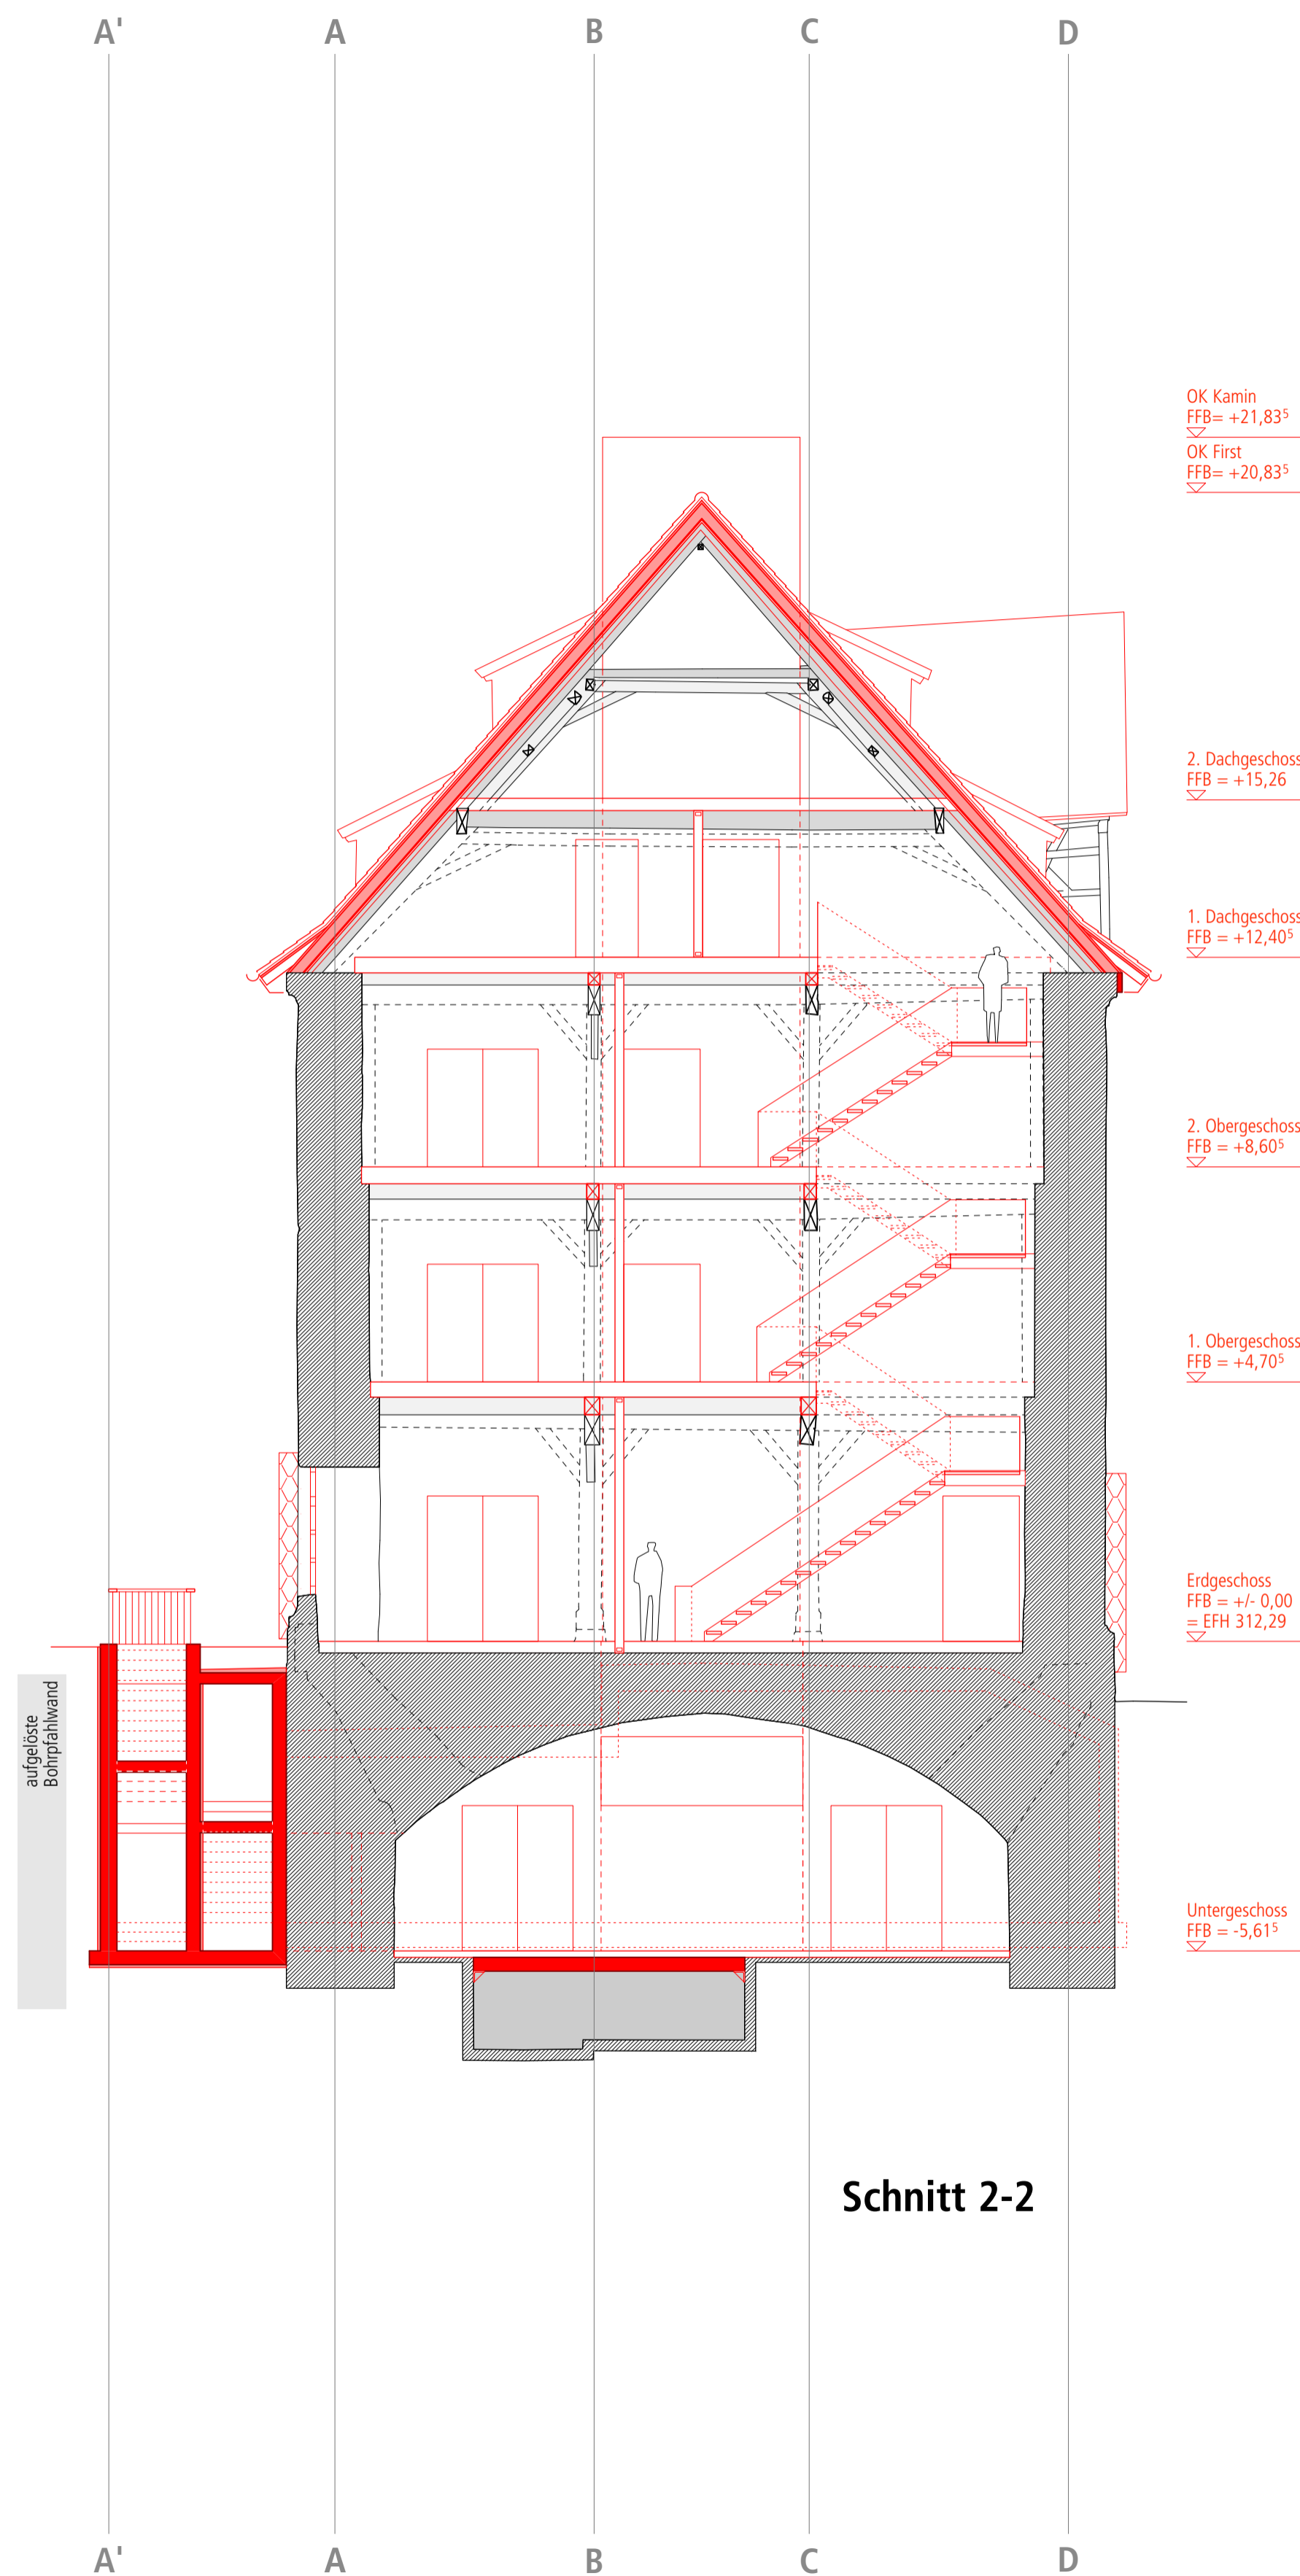 A' A B C D
OK Kamin
FFB= +21,83⁵
OK First
FFB= +20,83⁵
2. Dachgeschoss
FFB = +15,26
1. Dachgeschoss
FFB = +12,40⁵
2. Obergeschoss
FFB = +8,60⁵
1. Obergeschoss
FFB = +4,70⁵
Erdgeschoss
FFB = +/- 0,00
= EFH 312,29
aufgelöste
Bohrpfahlwand
Untergeschoss
FFB = -5,61⁵
Schnitt 2-2
A' A B C D